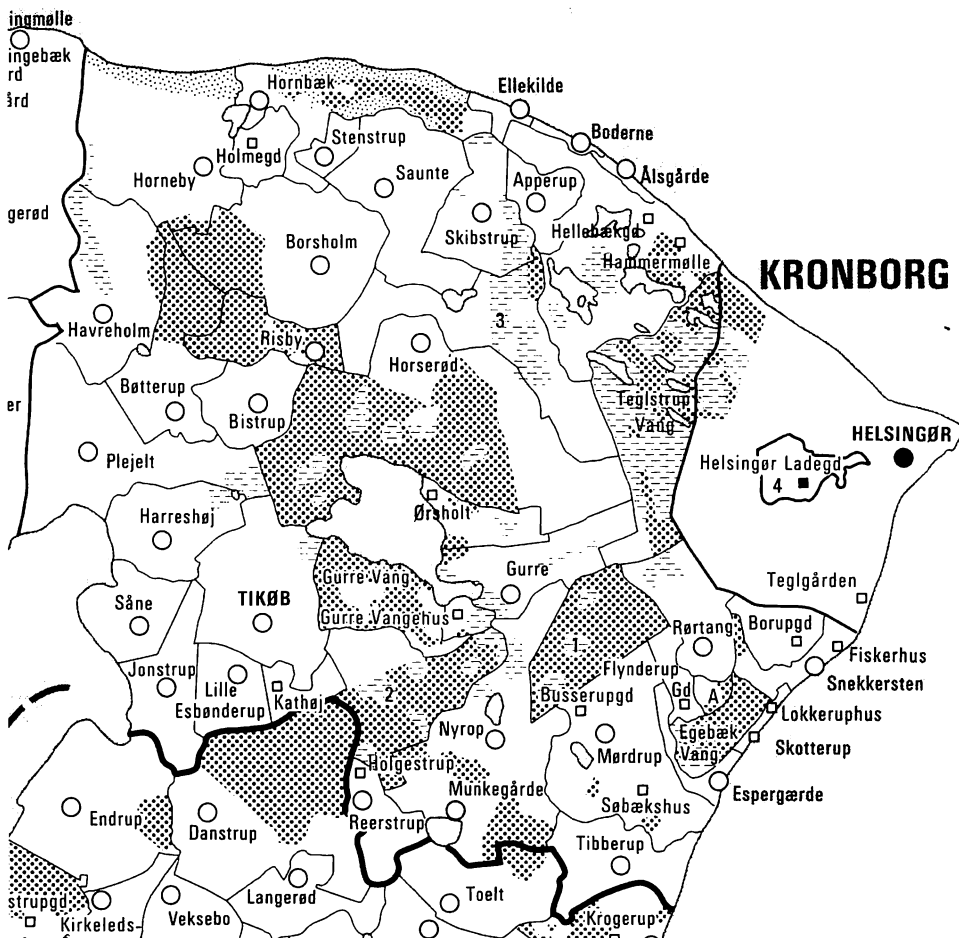 ingmølle
ingebæk
rd
ård
Hornbæk
Ellekilde
Holmegd
Stenstrup
Boderne
Horneby
Saunte
Apperup
Ålsgårde
gerød
Borsholm
Skibstrup
Hellebækgd
Hammermølle
KRONBORG
Havreholm
Risby
3
Horserød
Bøtterup
Bistrup
Teglstrup
Vang
er
Plejelt
HELSINGØR
Helsingør Ladegd
4
Harreshøj
Ørsholt
Gurre Vang
Gurre
Teglgården
Såne
TIKØB
Gurre Vangehus
Rørtang
Borupgd
1
Fiskerhus
Jonstrup
Lille
Esbønderup
Kathøj
2
Flynderup
Gd
A
Snekkersten
Busserupgd
Lokkeruphus
Nyrop
Egebæk
Vang
Skotterup
Holgestrup
Mørdrup
Munkegårde
Søbækshus
Espergærde
Endrup
Danstrup
Reerstrup
Tibberup
strupgd
Langerød
Toelt
Kirkeleds-
Veksebo
Krogerup